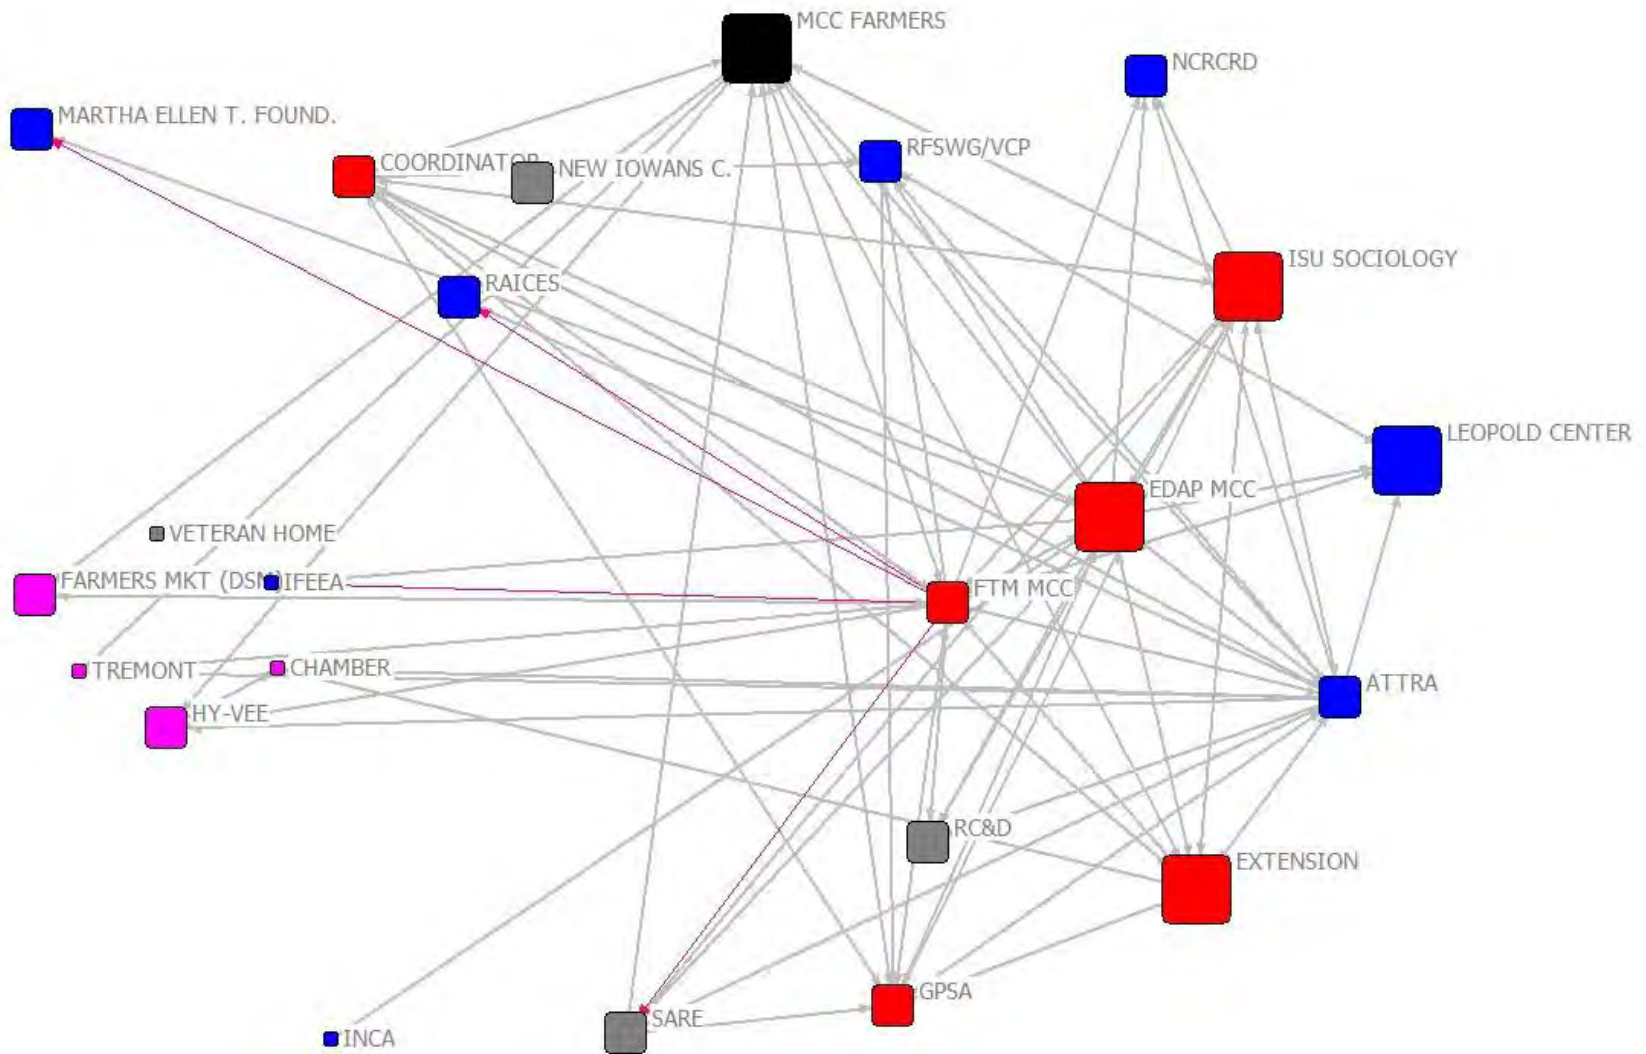 MCC FARMERS
NCRCRD
MARTHA ELLEN T. FOUND.
COORDINATOR
NEW IOWANS C.
RFSWG/VCP
ISU SOCIOLOGY
RAICES
LEOPOLD CENTER
EDAP MCC
VETERAN HOME
FARMERS MKT (DSM)
IFEEA
FTM MCC
TREMONT
CHAMBER
ATTRA
HY-VEE
RC&D
EXTENSION
GPSA
SARE
INCA